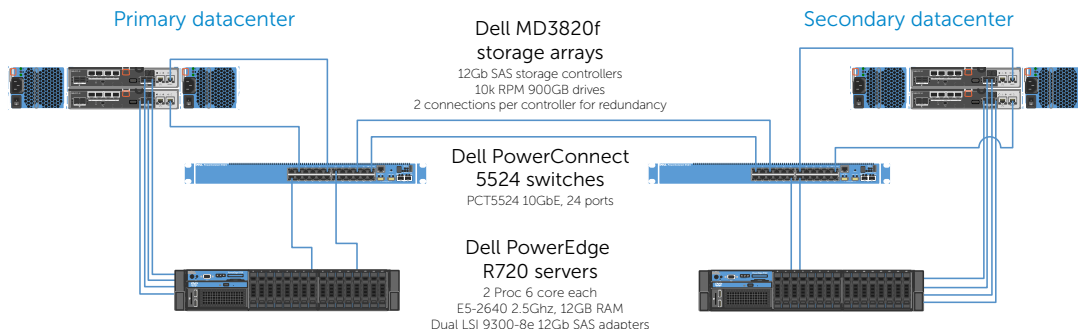 Primary datacenter
Secondary datacenter
Dell MD3820f
storage arrays
12Gb SAS storage controllers
10k RPM 900GB drives
2 connections per controller for redundancy
Dell PowerConnect
5524 switches
PCT5524 10GbE, 24 ports
Dell PowerEdge
R720 servers
2 Proc 6 core each
E5-2640 2.5Ghz, 12GB RAM
Dual LSI 9300-8e 12Gb SAS adapters